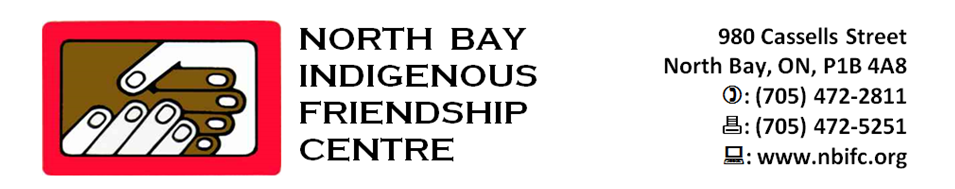 NORTH BAY
INDIGENOUS
FRIENDSHIP
CENTRE
980 Cassells Street
North Bay, ON, P1B 4A8
: (705) 472-2811
: (705) 472-5251
: www.nbifc.org